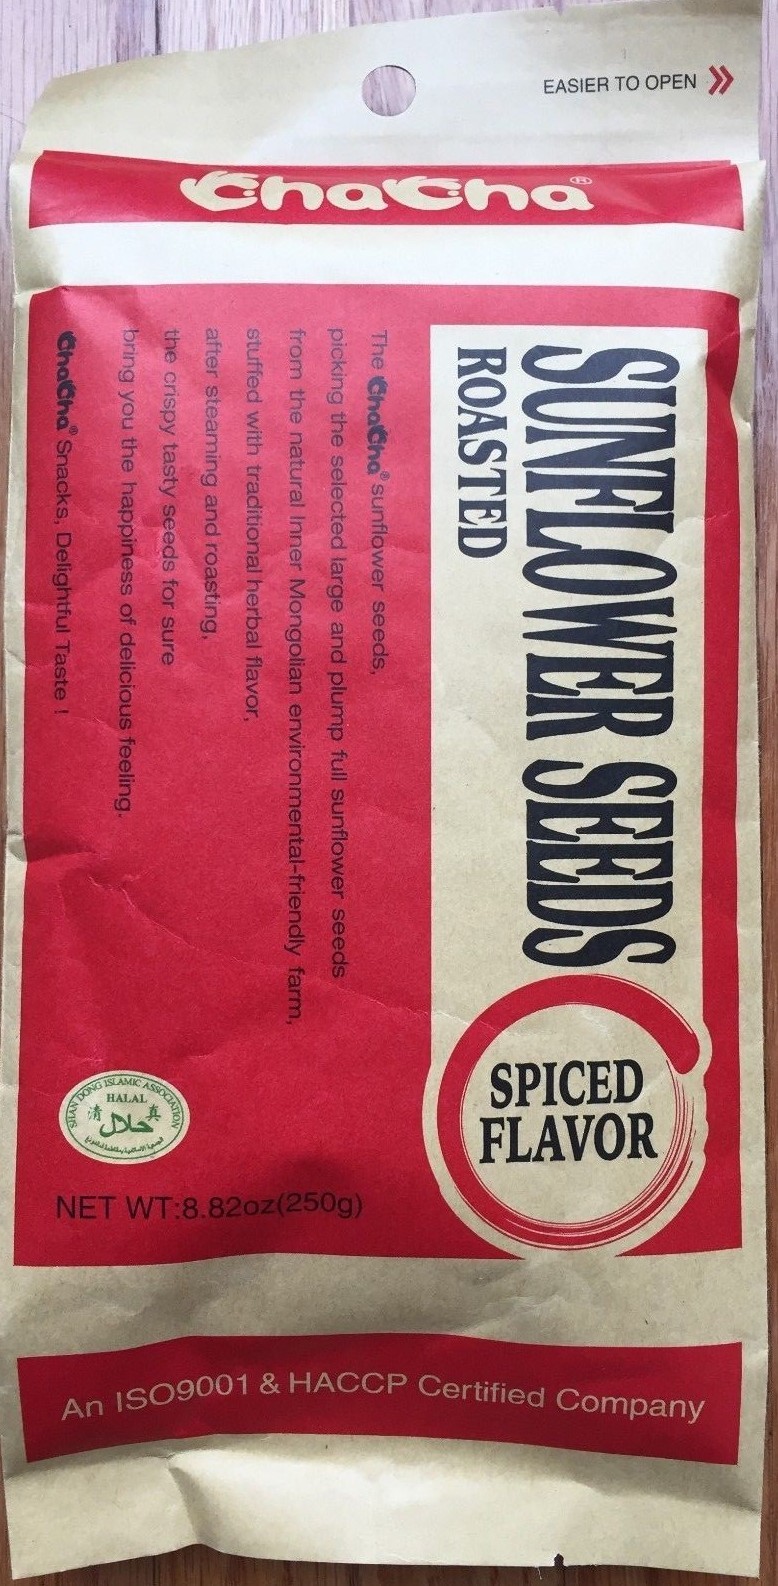 EASIER TO OPEN
ChaCha®
SUNFLOWER SEEDS
ROASTED
SPICED
FLAVOR
The ChaCha® sunflower seeds,
picking the selected large and plump full sunflower seeds
from the natural Inner Mongolian environmental-friendly farm,
stuffed with traditional herbal flavor,
after steaming and roasting,
the crispy tasty seeds for sure
bring you the happiness of delicious feeling.
ChaCha® Snacks, Delightful Taste !
SHAN DONG ISLAMIC ASSOCIATION
HALAL
清 حلال 真
NET WT:8.82oz(250g)
An ISO9001 & HACCP Certified Company